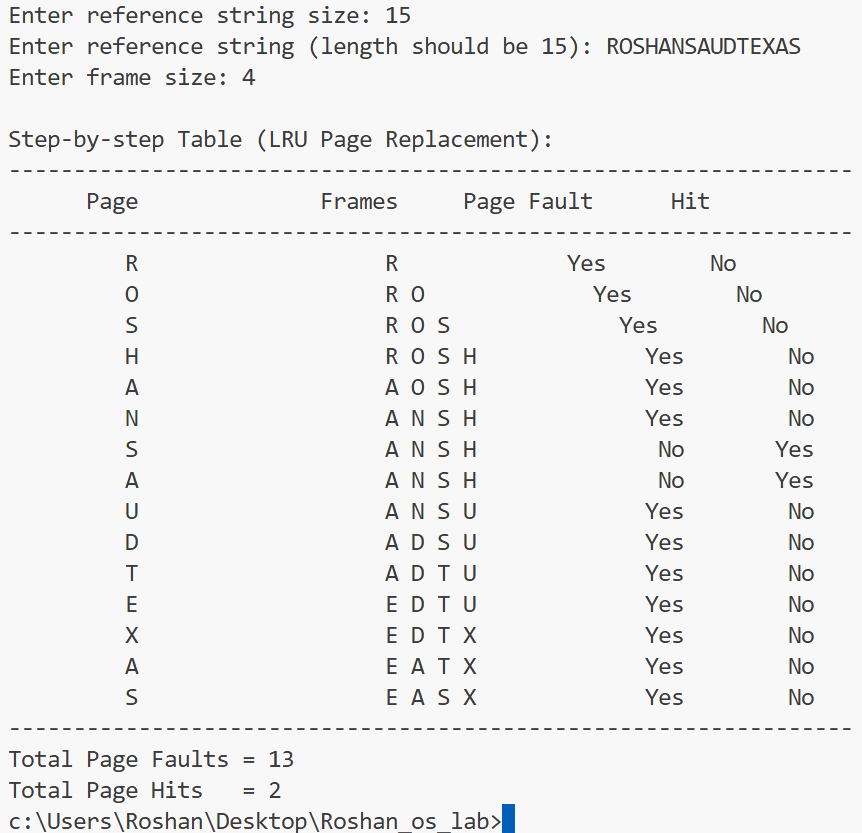 Enter reference string size: 15
Enter reference string (length should be 15): ROSHANSAUDTEXAS
Enter frame size: 4
Step-by-step Table (LRU Page Replacement):
-----------------------------------------------------------------
Page Frames Page Fault Hit
-----------------------------------------------------------------
R R Yes No
O R O Yes No
S R O S Yes No
H R O S H Yes No
A A O S H Yes No
N A N S H Yes No
S A N S H No Yes
A A N S H No Yes
U A N S U Yes No
D A D S U Yes No
T A D T U Yes No
E E D T U Yes No
X E D T X Yes No
A E A T X Yes No
S E A S X Yes No
-----------------------------------------------------------------
Total Page Faults = 13
Total Page Hits = 2
c:\Users\Roshan\Desktop\Roshan_os_lab>